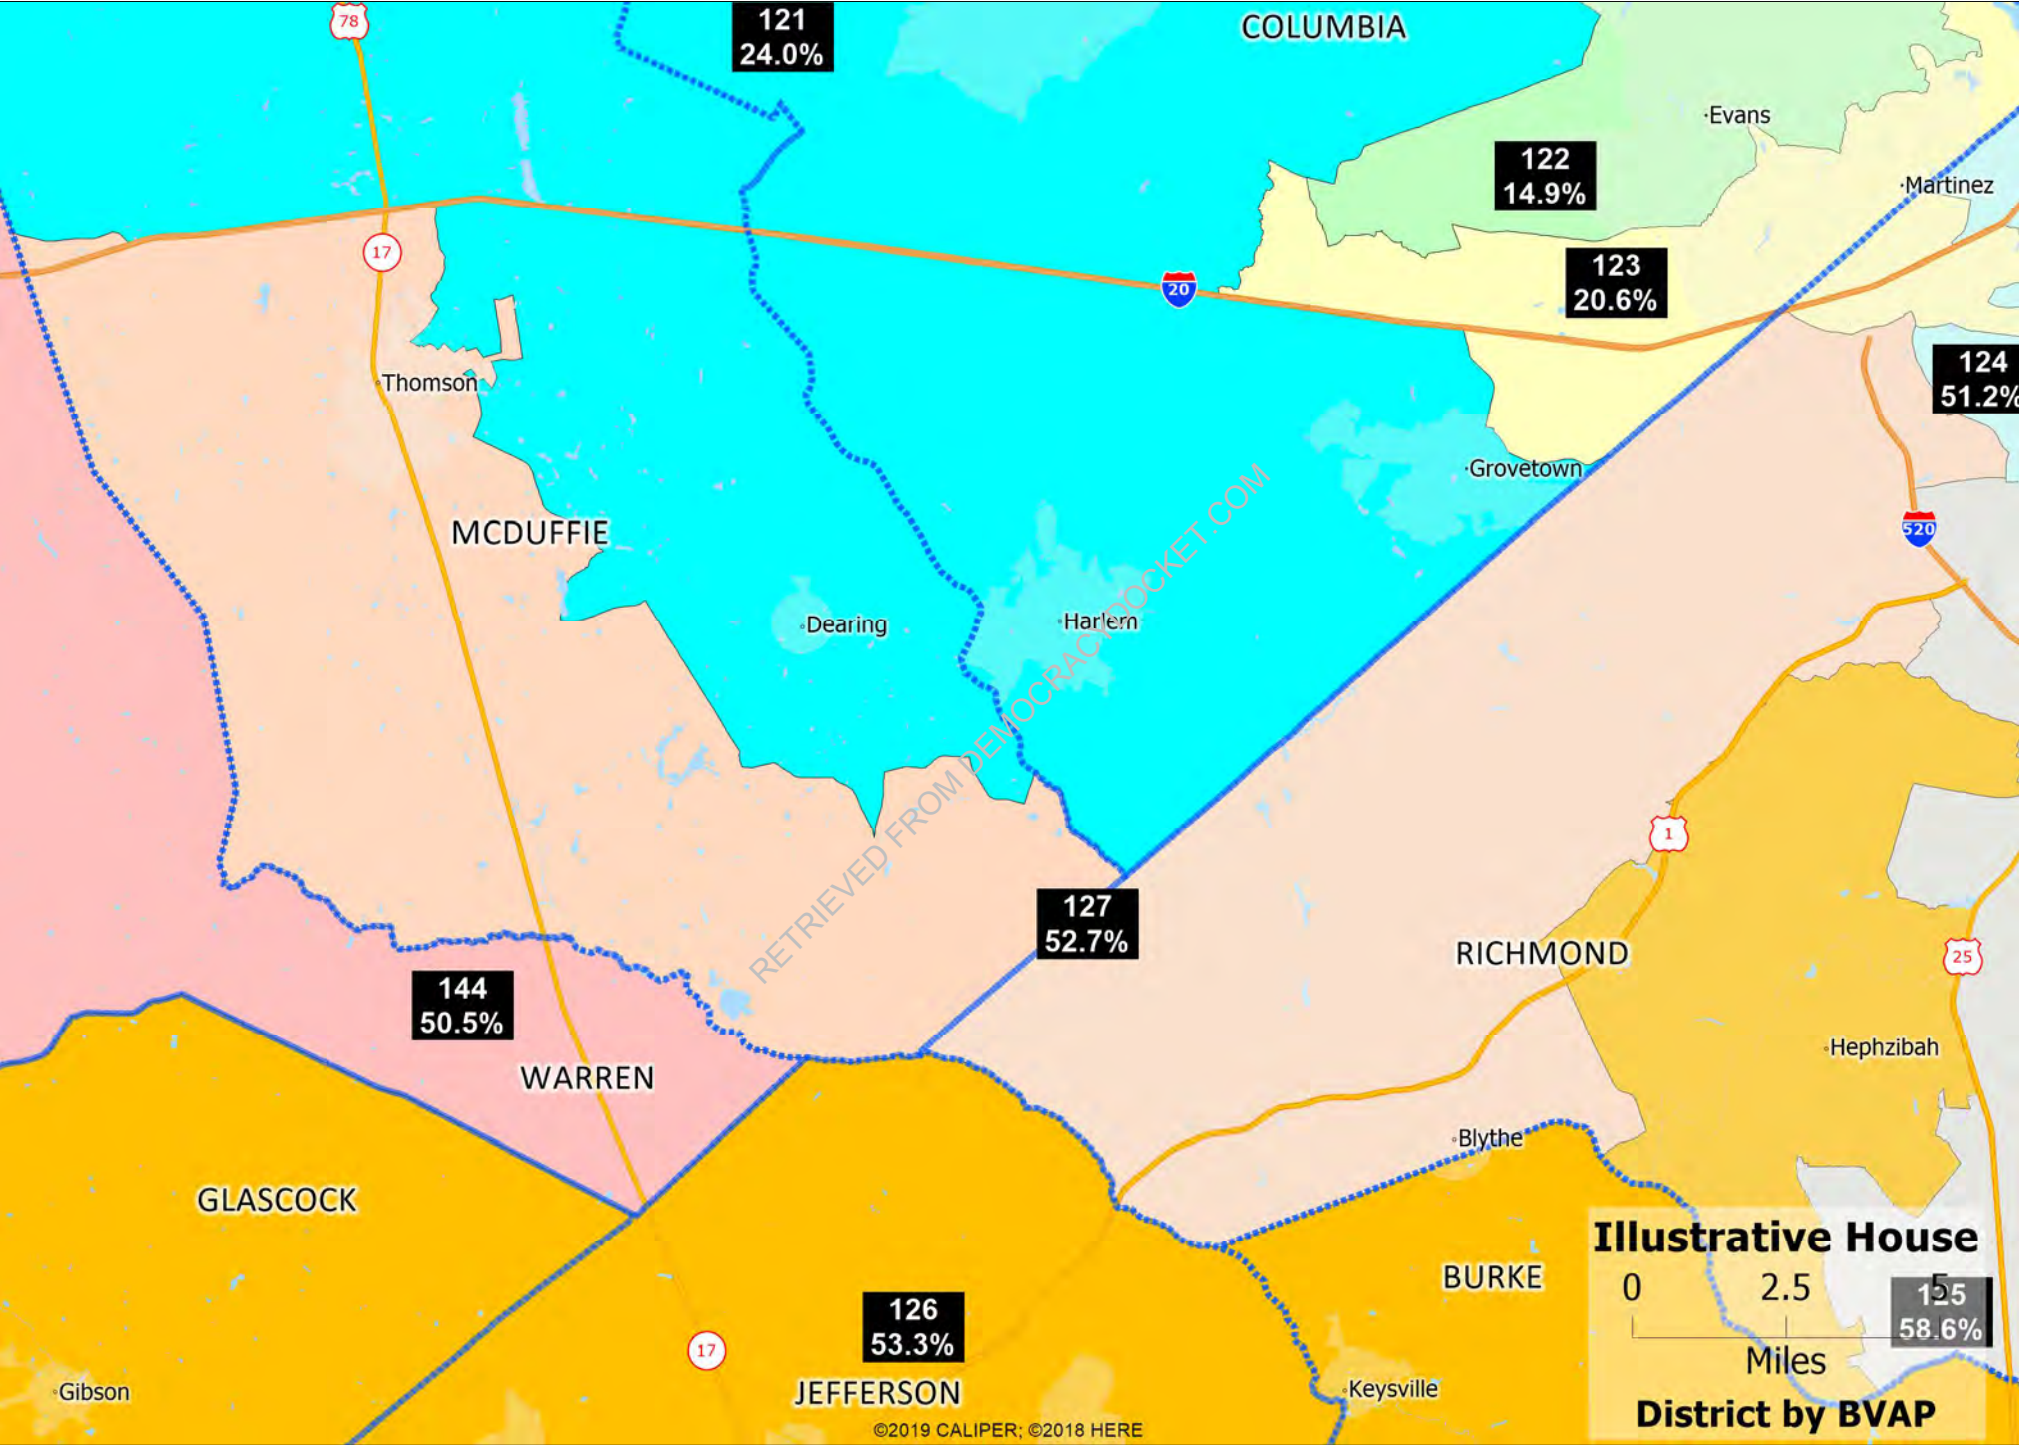 78
121
24.0%
COLUMBIA
Evans
122
14.9%
Martinez
17
123
20.6%
20
124
51.2%
Thomson
Grovetown
MCDUFFIE
520
Dearing
Harlem
RETRIEVED FROM DEMOCRACYDOCKET.COM
1
127
52.7%
RICHMOND
25
144
50.5%
Hephzibah
WARREN
Blythe
GLASCOCK
Illustrative House
0 2.5 5
Miles
District by BVAP
125
58.6%
BURKE
126
53.3%
17
JEFFERSON
Gibson
Keysville
©2019 CALIPER; ©2018 HERE